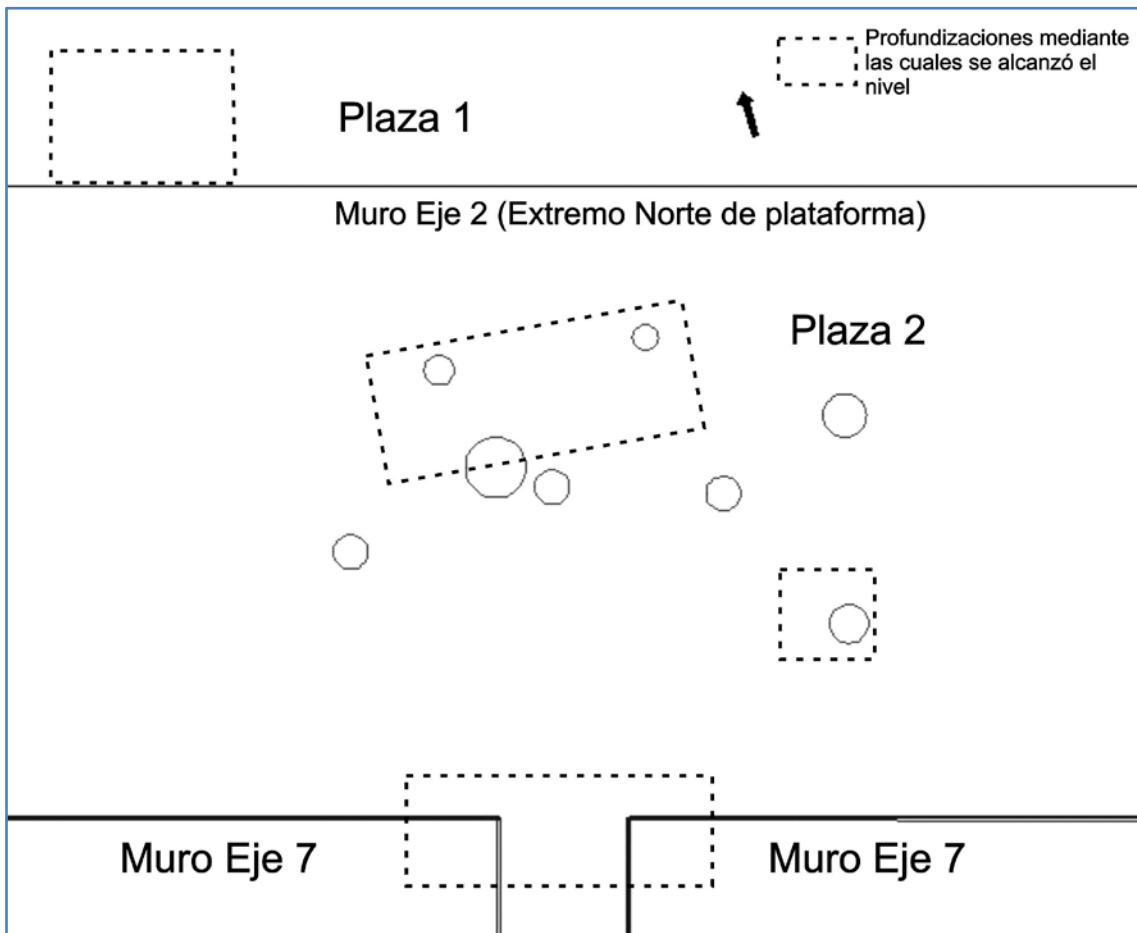 Profundizaciones mediante
las cuales se alcanzó el
nivel
Plaza 1
Muro Eje 2 (Extremo Norte de plataforma)
Plaza 2
Muro Eje 7
Muro Eje 7